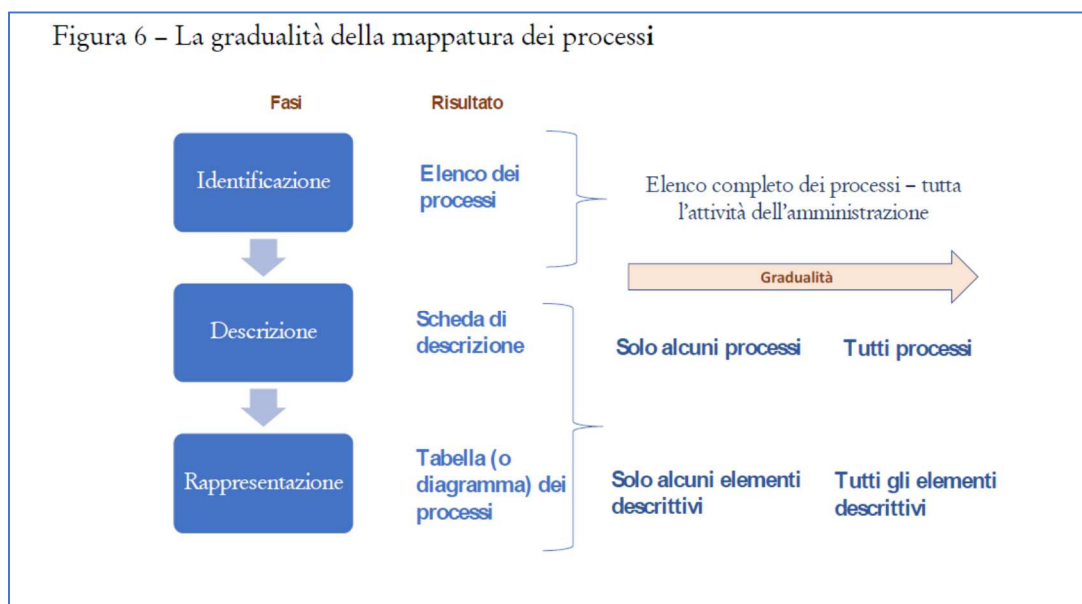 Figura 6 – La gradualità della mappatura dei processi
Fasi
Risultato
Identificazione
Elenco dei
processi
Elenco completo dei processi – tutta
l'attività dell'amministrazione
Gradualità
Descrizione
Scheda di
descrizione
Solo alcuni processi
Tutti processi
Rappresentazione
Tabella (o
diagramma) dei
processi
Solo alcuni elementi
descrittivi
Tutti gli elementi
descrittivi